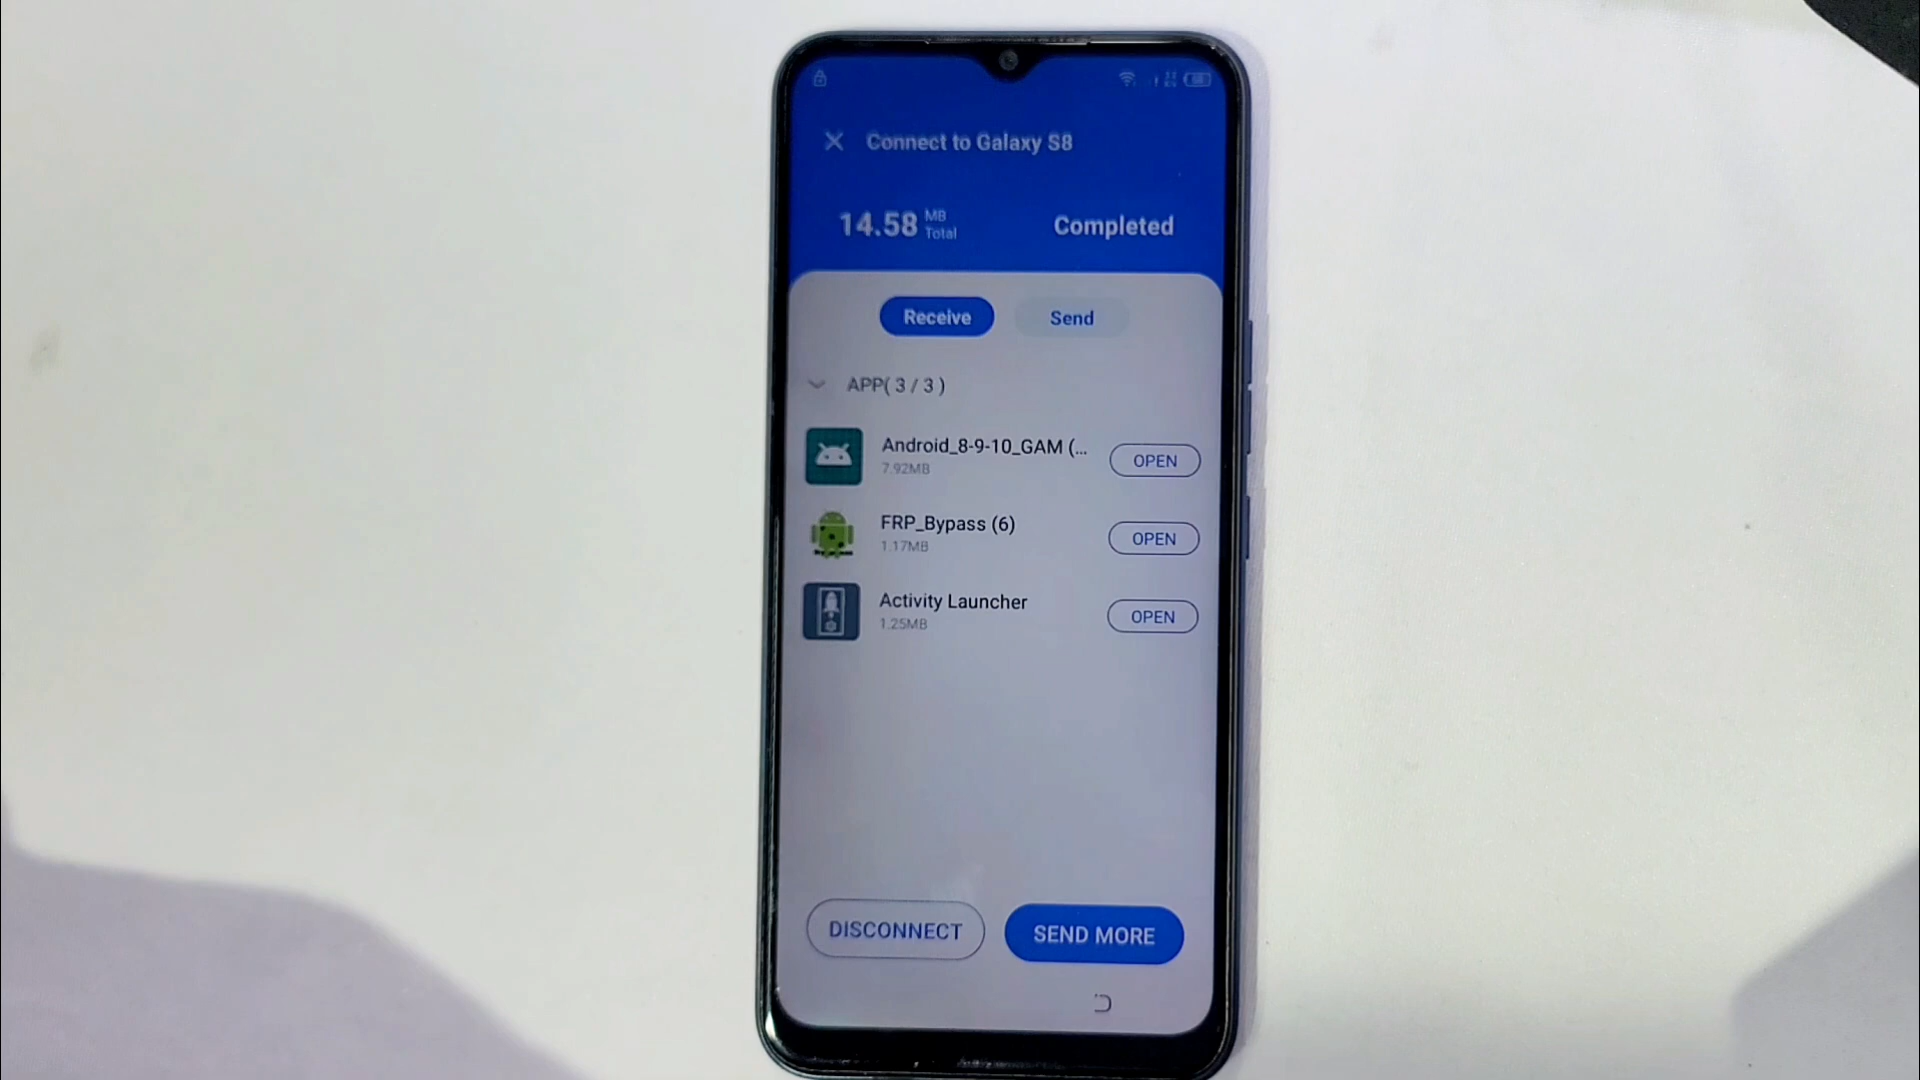 Connect to Galaxy S8
14.58 MB Total
Completed
Receive
Send
APP( 3 / 3 )
Android_8-9-10_GAM (...
7.92MB
OPEN
FRP_Bypass (6)
1.17MB
OPEN
Activity Launcher
1.25MB
OPEN
DISCONNECT
SEND MORE